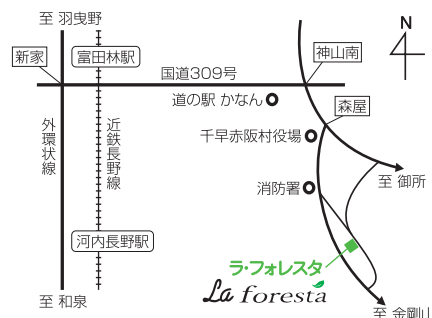 至 羽曳野
N
新家
富田林駅
神山南
国道309号
道の駅 かなん
森屋
千早赤阪村役場
外環状線
近鉄長野線
至 御所
消防署
河内長野駅
ラ・フォレスタ
La foresta
至 和泉
至 金剛山